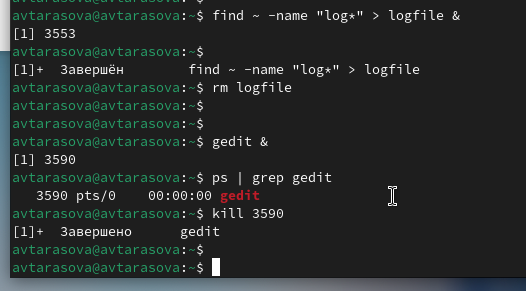 avtarasova@avtarasova:~$ find ~ -name "log*" > logfile &
[1] 3553
avtarasova@avtarasova:~$
[1]+  Завершён        find ~ -name "log*" > logfile
avtarasova@avtarasova:~$ rm logfile
avtarasova@avtarasova:~$
avtarasova@avtarasova:~$
avtarasova@avtarasova:~$ gedit &
[1] 3590
avtarasova@avtarasova:~$ ps | grep gedit
   3590 pts/0    00:00:00 gedit
avtarasova@avtarasova:~$ kill 3590
[1]+  Завершено      gedit
avtarasova@avtarasova:~$
avtarasova@avtarasova:~$